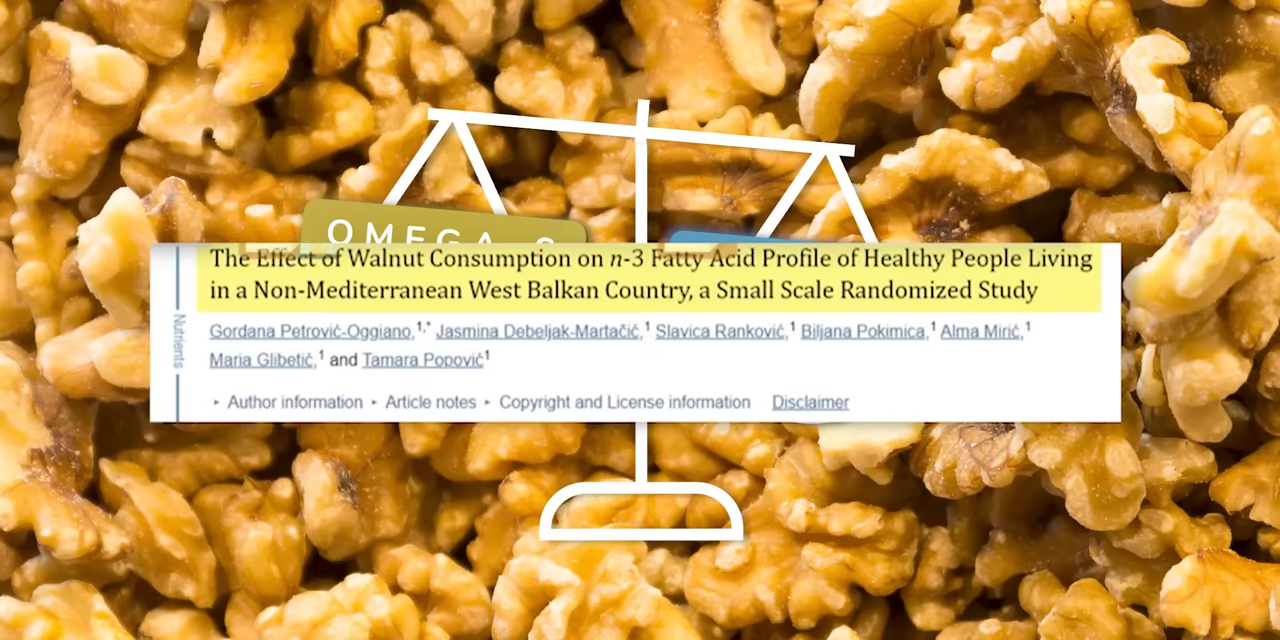 OMEGA
The Effect of Walnut Consumption on n-3 Fatty Acid Profile of Healthy People Living
in a Non-Mediterranean West Balkan Country, a Small Scale Randomized Study
Nutrients
Gordana Petrović-Oggiano,1,* Jasmina Debeljak-Martačić,1 Slavica Ranković,1 Biljana Pokimica,1 Alma Mirić,1
Maria Glibetić,1 and Tamara Popović1
▸ Author information ▸ Article notes ▸ Copyright and License information Disclaimer